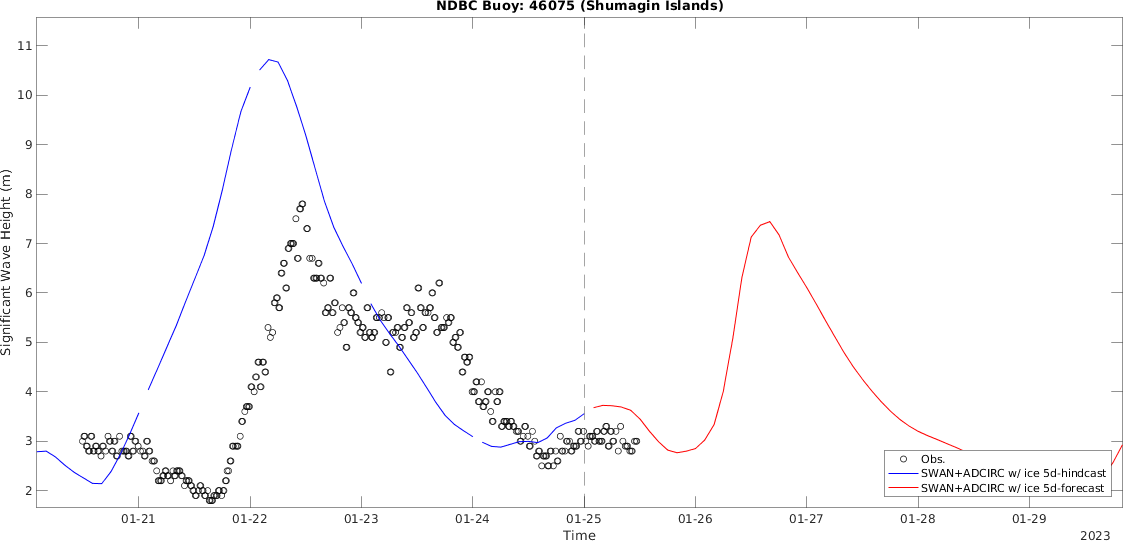 NDBC Buoy: 46075 (Shumagin Islands)
Significant Wave Height (m)
11
10
9
8
7
6
5
4
3
2
Obs.
SWAN+ADCIRC w/ ice 5d-hindcast
SWAN+ADCIRC w/ ice 5d-forecast
01-21 01-22 01-23 01-24 01-25 01-26 01-27 01-28 01-29
Time
2023